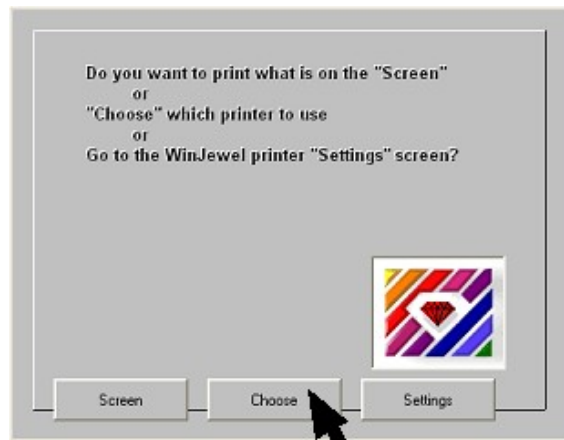 Do you want to print what is on the "Screen"
or
"Choose" which printer to use
or
Go to the WinJewel printer "Settings" screen?
Screen
Choose
Settings